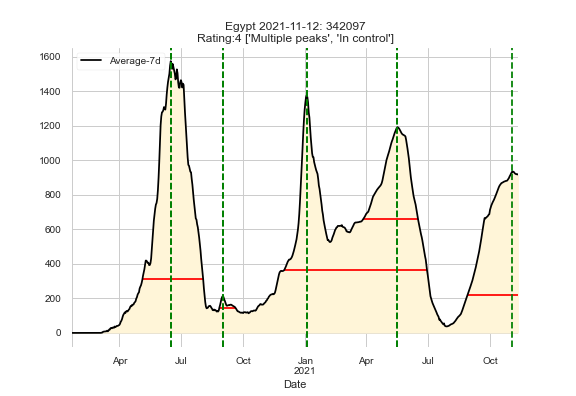 Egypt 2021-11-12: 342097
Rating:4 ['Multiple peaks', 'In control']
Average-7d
1600
1400
1200
1000
800
600
400
200
0
Apr Jul Oct Jan Apr Jul Oct
2021
Date